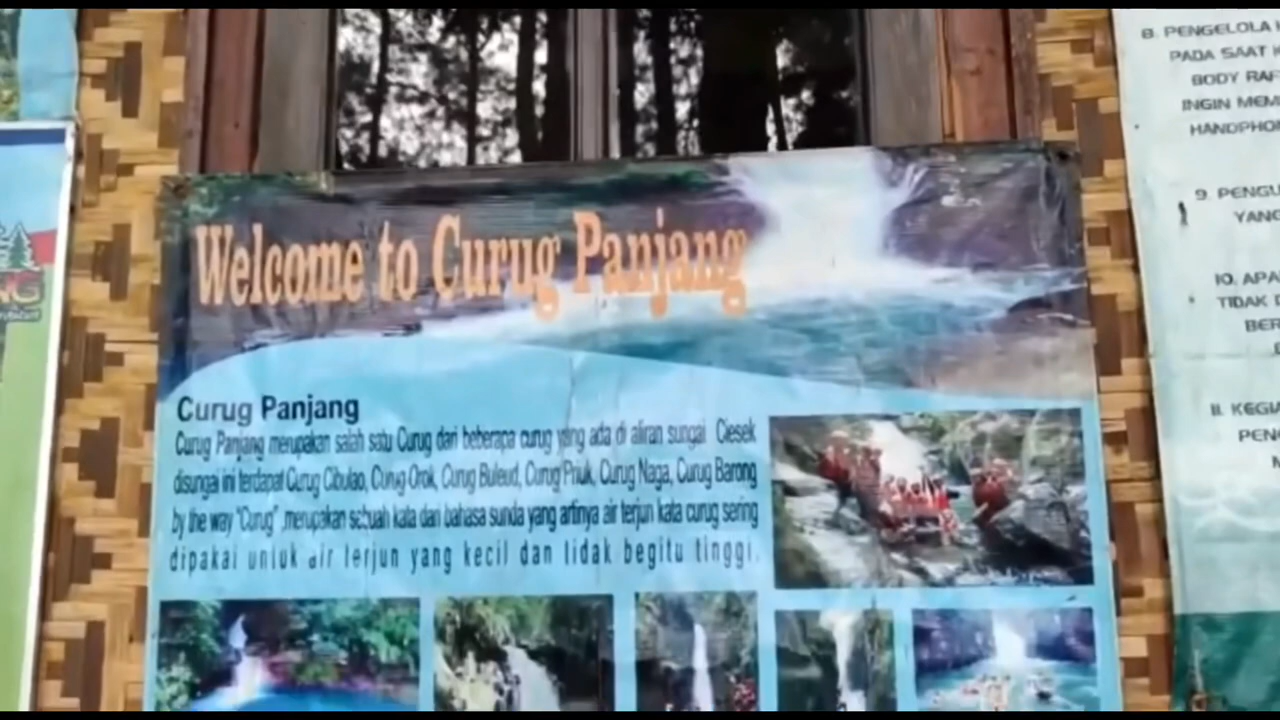 Welcome to Curug Panjang
Curug Panjang
Curug Panjang merupakan salah satu Curug dari beberapa curug yang ada di aliran sungai Ciesek
disungai ini terdapat Curug Cibulao, Curug Orok, Curug Buleud, Curug Priuk, Curug Naga, Curug Barong
by the way "Curug" ,merupakan sebuah kata dari bahasa sunda yang artinya air terjun kata curug sering
dipakai untuk air terjun yang kecil dan tidak begitu tinggi.
8. PENGELOLA
PADA SAAT
BODY RAF
INGIN MEM
HANDPHO
9. PENGU
YANG
10. APA
TIDAK
BER
11. KEGIA
PEN